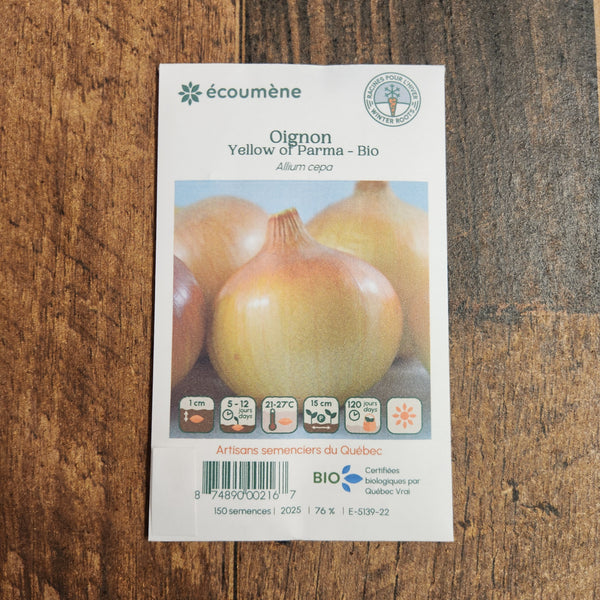 écoumène
RACINES POUR L'HIVER
WINTER ROOTS
Oignon
Yellow of Parma - Bio
Allium cepa
1 cm
5 - 12 jours days
21-27°C
15 cm
P
120 jours days
Artisans semenciers du Québec
8 74890 00216 7
BIO
Certifiées
biologiques par
Québec Vrai
150 semences | 2025 | 76 % | E-5139-22